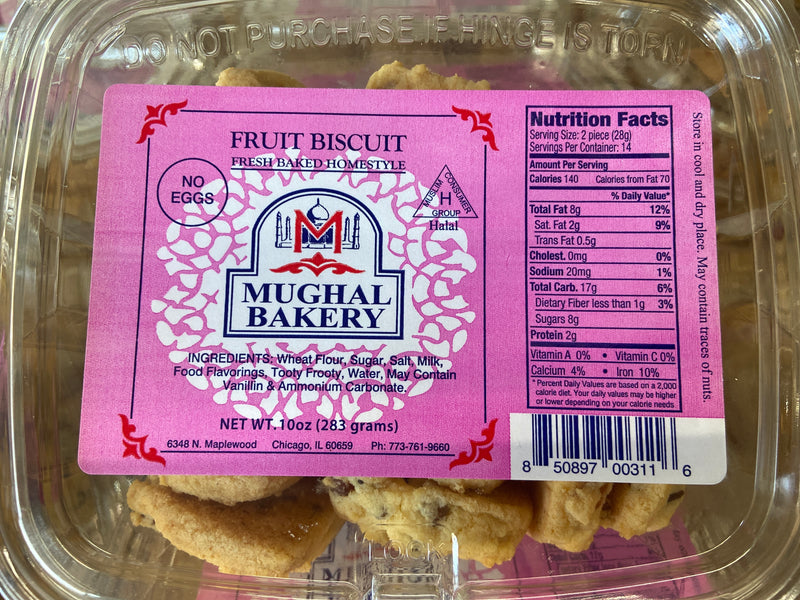 DO NOT PURCHASE IF HINGE IS TORN
FRUIT BISCUIT
FRESH BAKED HOMESTYLE
NO
EGGS
MUSLIM CONSUMER
H
GROUP
Halal
M
MUGHAL
BAKERY
INGREDIENTS: Wheat Flour, Sugar, Salt, Milk,
Food Flavorings, Tooty Frooty, Water, May Contain
Vanillin & Ammonium Carbonate.
NET WT. 10oz (283 grams)
6348 N. Maplewood Chicago, IL 60659 Ph: 773-761-9660
Nutrition Facts
Serving Size: 2 piece (28g)
Servings Per Container: 14
Amount Per Serving
Calories 140 Calories from Fat 70
% Daily Value*
Total Fat 8g 12%
Sat. Fat 2g 9%
Trans Fat 0.5g
Cholest. 0mg 0%
Sodium 20mg 1%
Total Carb. 17g 6%
Dietary Fiber less than 1g 3%
Sugars 8g
Protein 2g
Vitamin A 0% • Vitamin C 0%
Calcium 4% • Iron 10%
* Percent Daily Values are based on a 2,000
calorie diet. Your daily values may be higher
or lower depending on your calorie needs.
Store in cool and dry place. May contain traces of nuts.
8 50897 00311 6